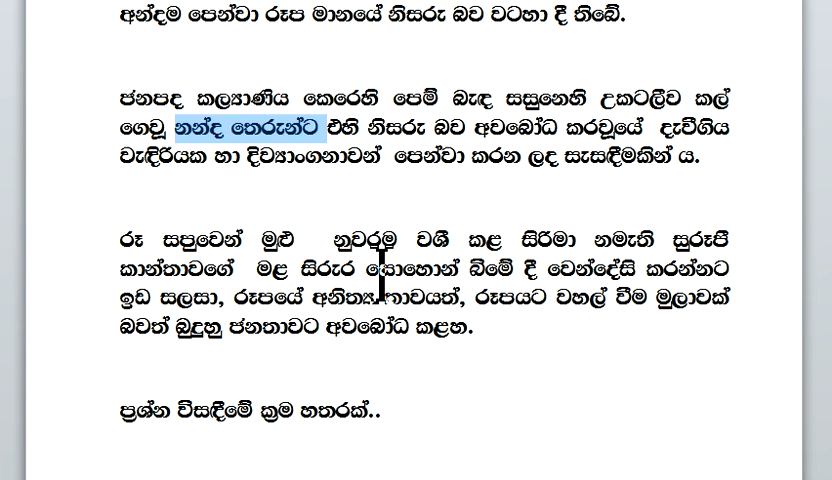 අන්දම පෙන්වා රූප මානයේ නිසරු බව වටහා දී තිබේ.
ජනපද කල්‍යාණිය කෙරෙහි පෙම් බැඳ සසුනෙහි උකටලීව කල්
ගෙවූ නන්ද තෙරුන්ට එහි නිසරු බව අවබෝධ කරවූයේ දැවීගිය
වැඳිරියක හා දිව්‍යාංගනාවන් පෙන්වා කරන ලද සැසඳීමකින් ය.
රූ සපුවෙන් මුළු නුවරම වශී කළ සිරිමා නමැති සුරූපී
කාන්තාවගේ මළ සිරුර සොහොන් බිමේ දී වෙන්දේසි කරන්නට
ඉඩ සලසා, රූපයේ අනිත්‍යතාවයත්, රූපයට වහල් වීම මුලාවක්
බවත් බුදුහු ජනතාවට අවබෝධ කළහ.
ප්‍රශ්න විසඳීමේ ක්‍රම හතරක්..